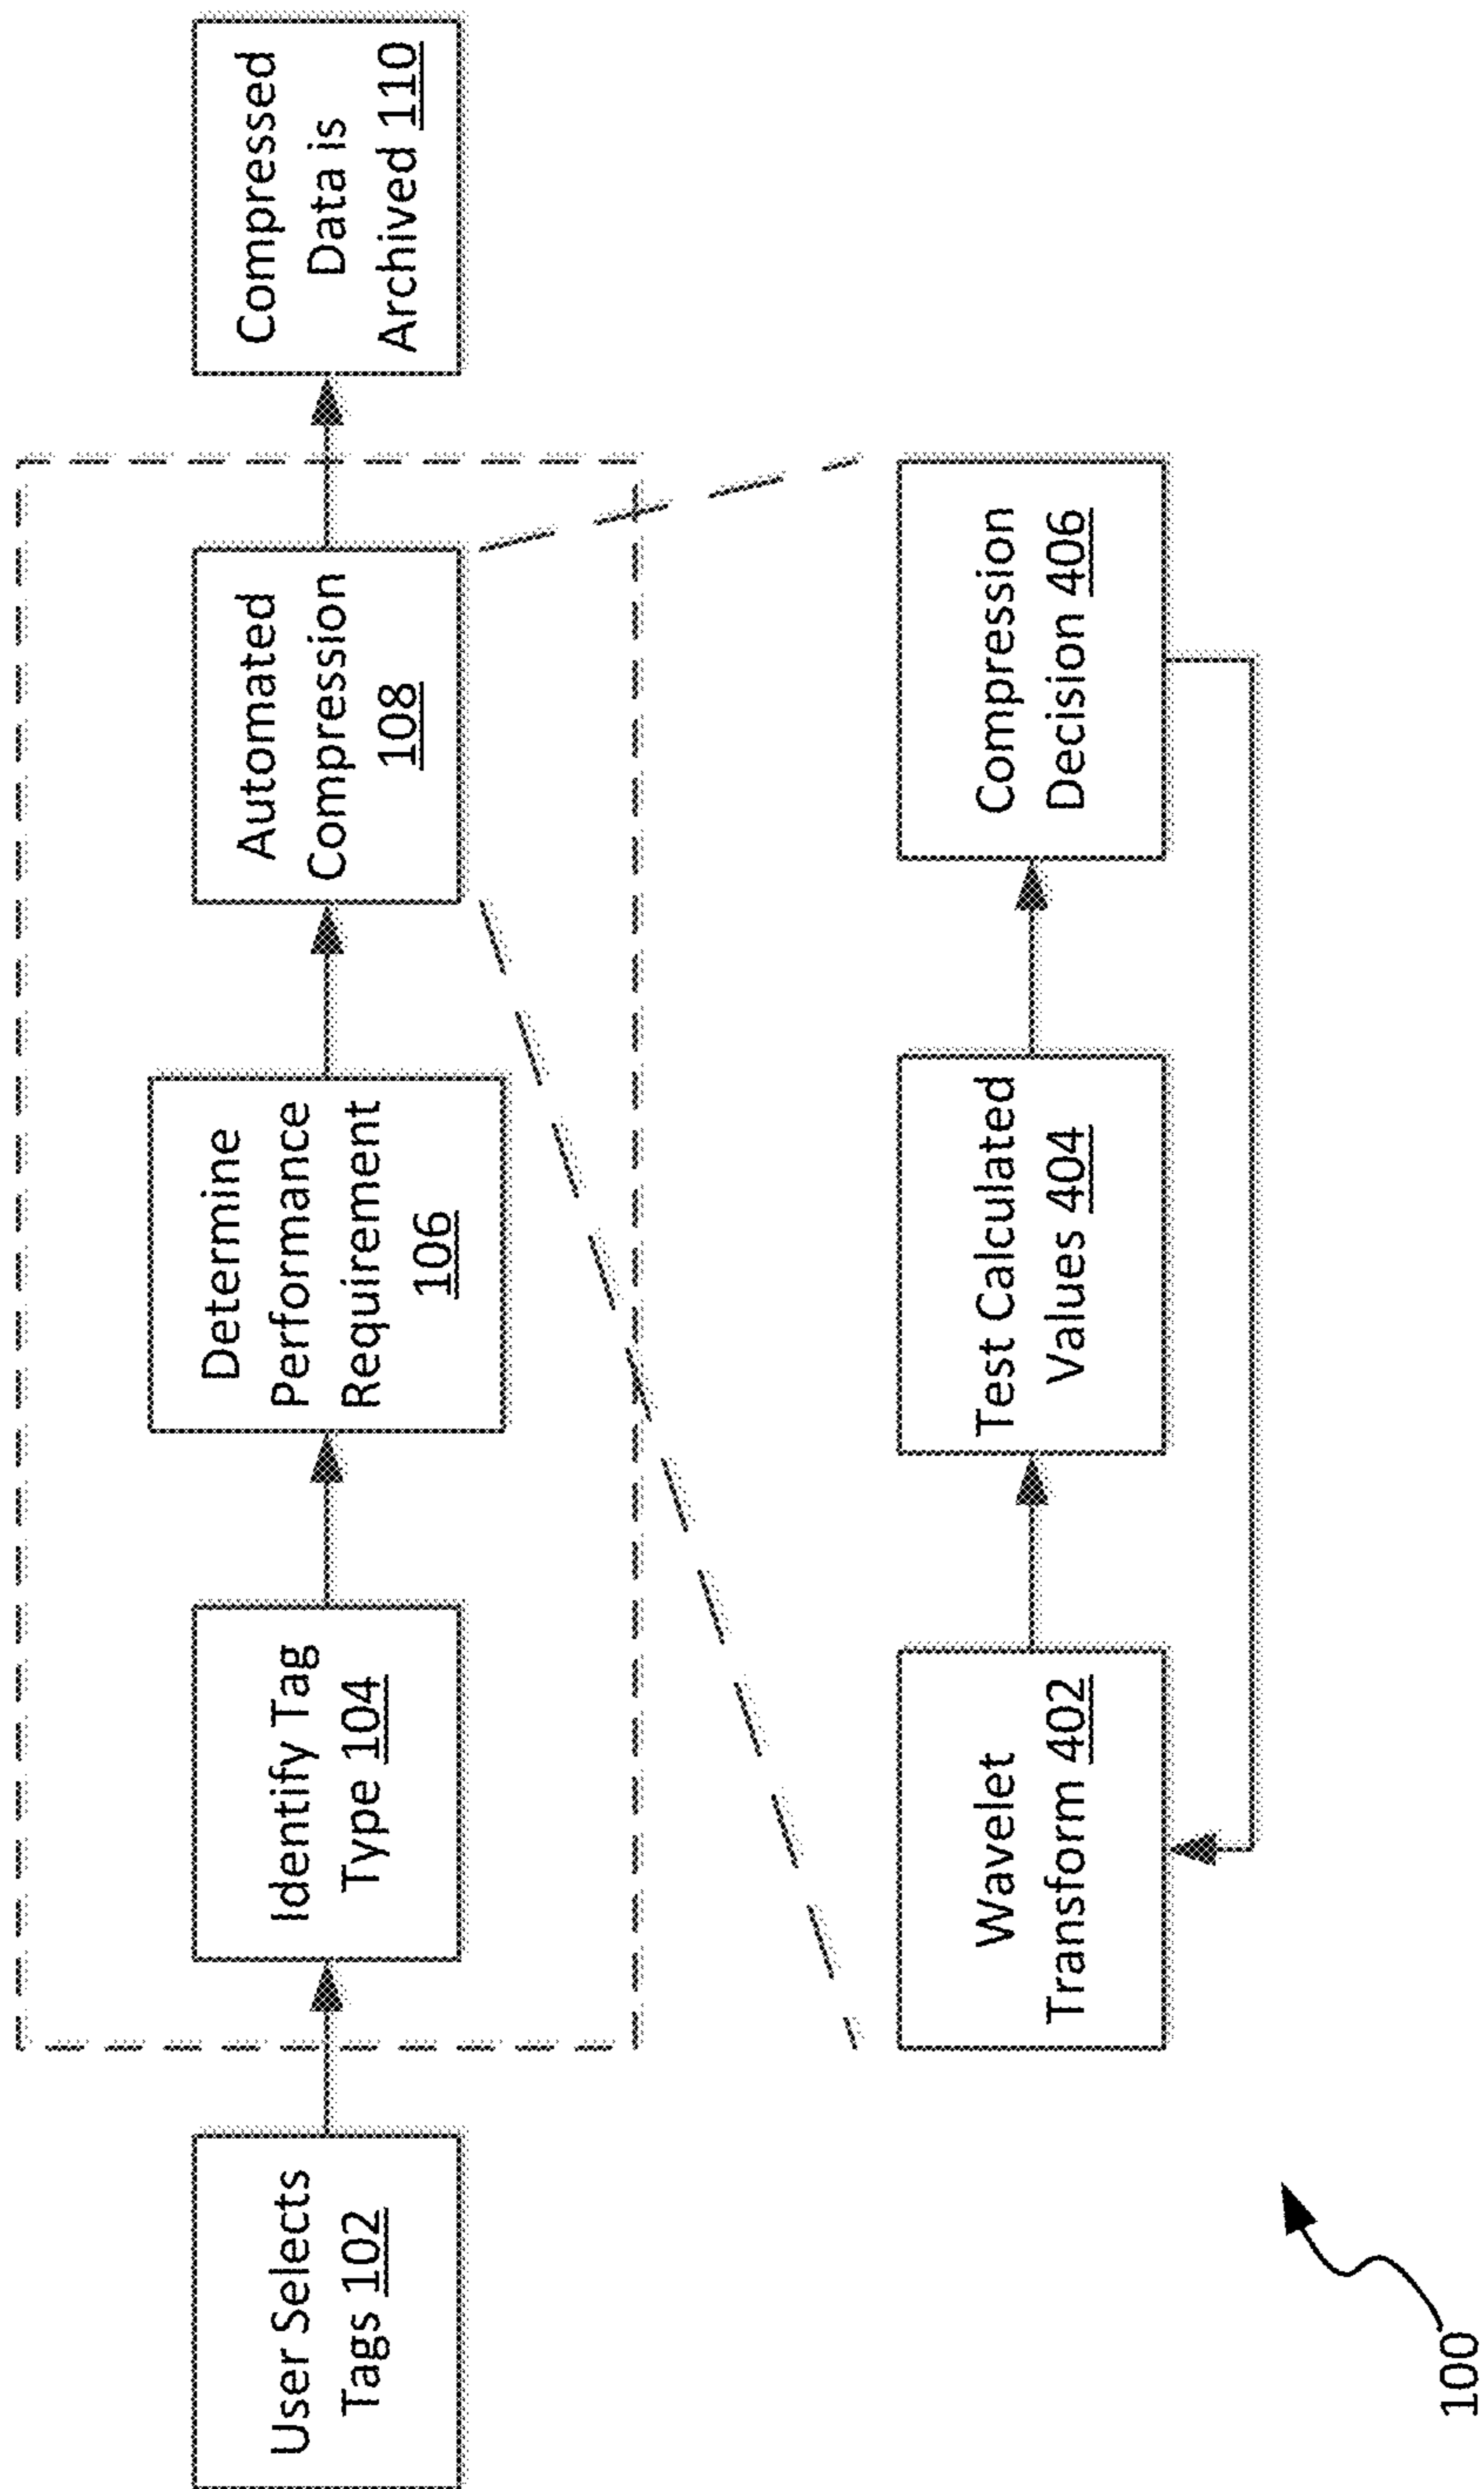 User Selects
Tags 102
Identify Tag
Type 104
Determine
Performance
Requirement
106
Automated
Compression
108
Compressed
Data is
Archived 110
Wavelet
Transform 402
Test Calculated
Values 404
Compression
Decision 406
100